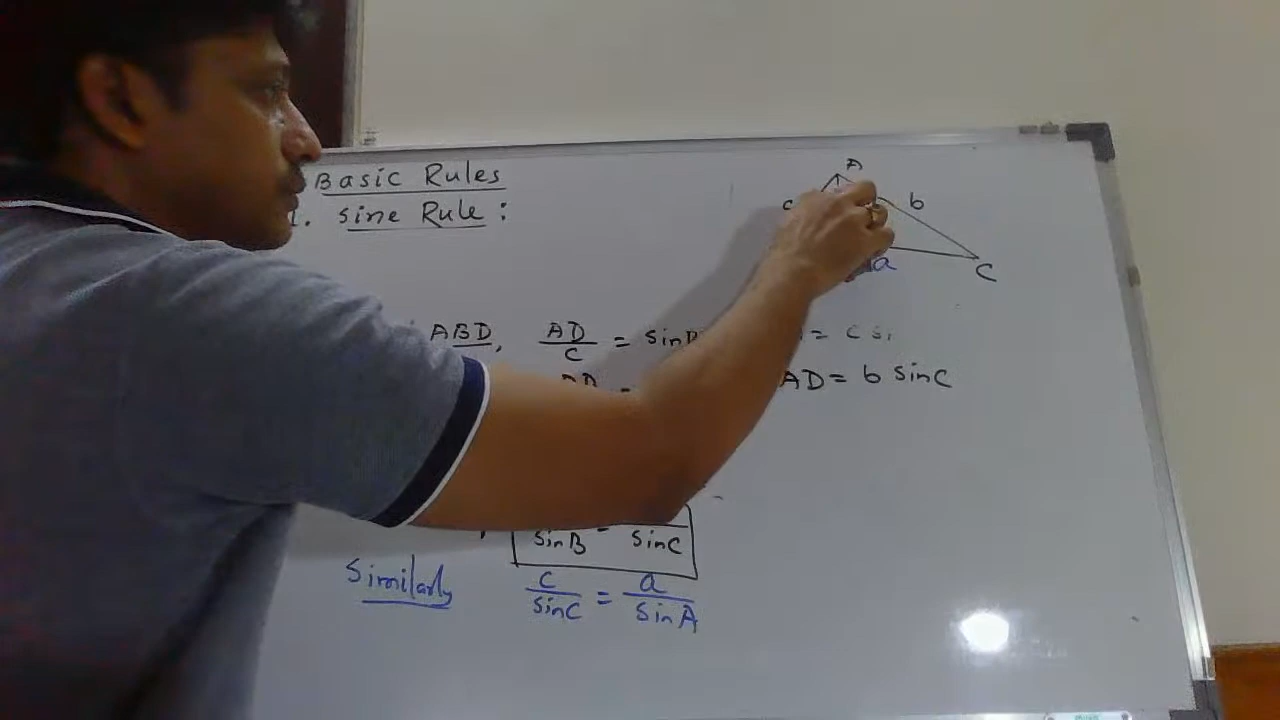 Basic Rules
1. Sine Rule :
A
c
b
a
C
ABD, AD/c = sinB = c si
AD = b sinC
sinB = sinC
Similarly c/sinC = a/sinA